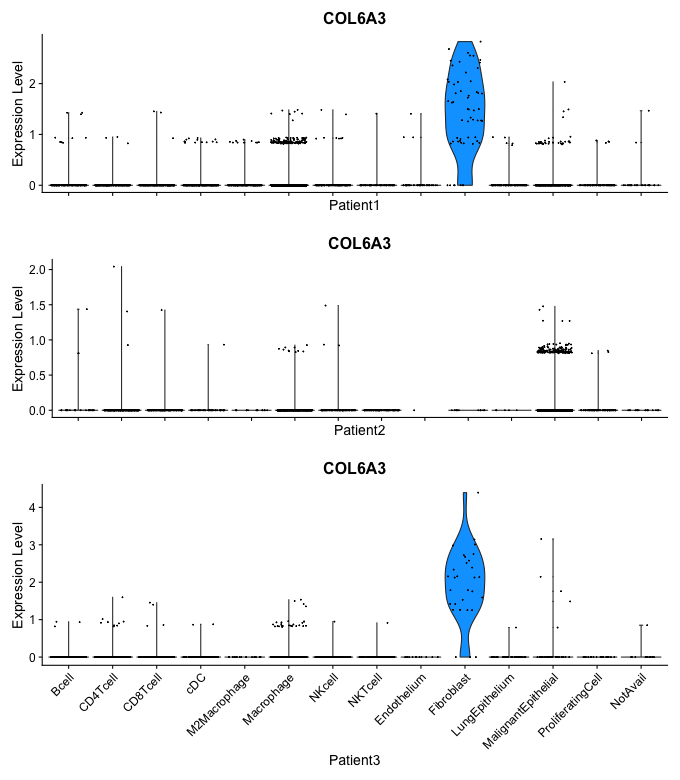 COL6A3
Expression Level
2
1
0
Patient1
COL6A3
Expression Level
2.0
1.5
1.0
0.5
0.0
Patient2
COL6A3
Expression Level
4
3
2
1
0
Bcell
CD4Tcell
CD8Tcell
cDC
M2Macrophage
Macrophage
NKcell
NKTcell
Endothelium
Fibroblast
LungEpithelium
MalignantEpithelial
ProliferatingCell
NotAvail
Patient3